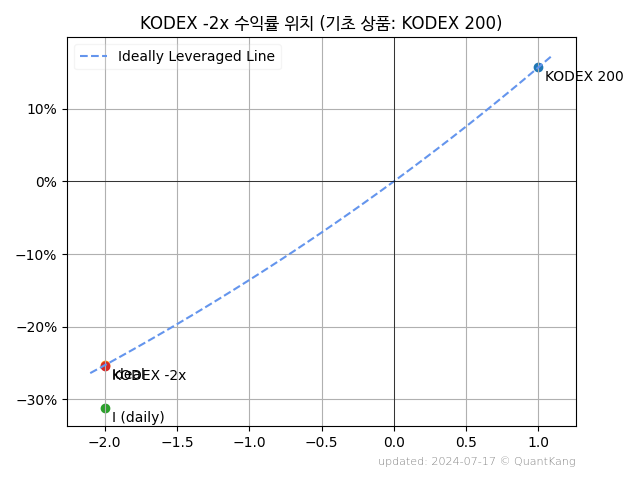 KODEX -2x 수익률 위치 (기초 상품: KODEX 200)
Ideally Leveraged Line
KODEX 200
10%
0%
−10%
−20%
−30%
KODEX -2x
I (daily)
−2.0 −1.5 −1.0 −0.5 0.0 0.5 1.0
updated: 2024-07-17 © QuantKang